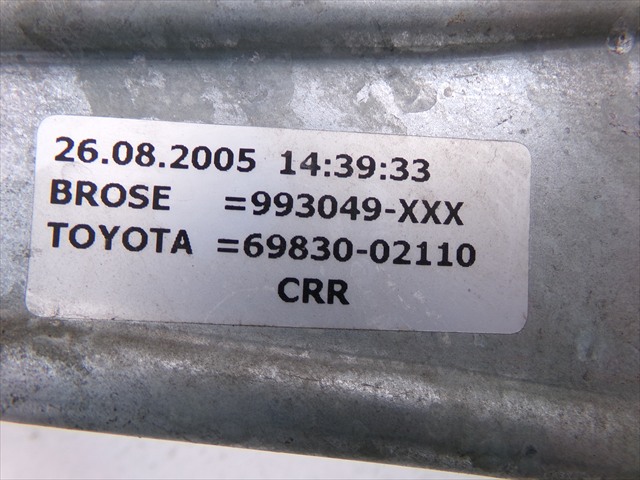 26.08.2005 14:39:33
BROSE =993049-XXX
TOYOTA =69830-02110
CRR